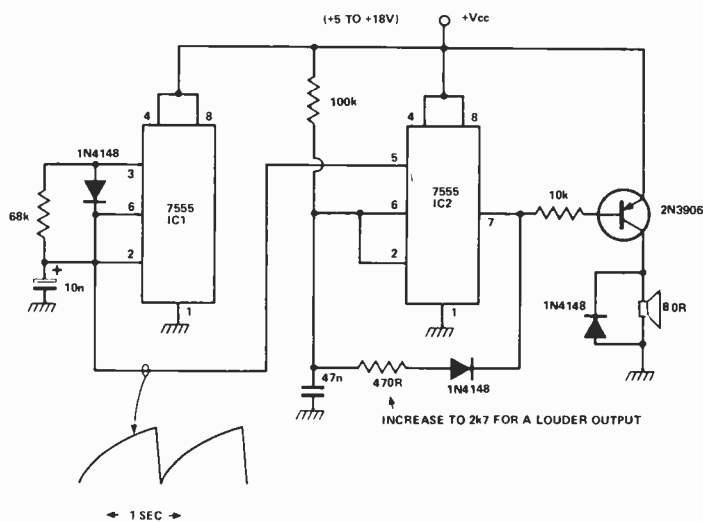 (+5 TO +18V)
+Vcc
100k
4
8
4
8
1N4148
3
5
7555
IC1
7555
IC2
68k
6
6
7
10k
2N3906
2
2
+
10n
1
1
1N4148
80R
47n
470R
1N4148
INCREASE TO 2k7 FOR A LOUDER OUTPUT
1 SEC